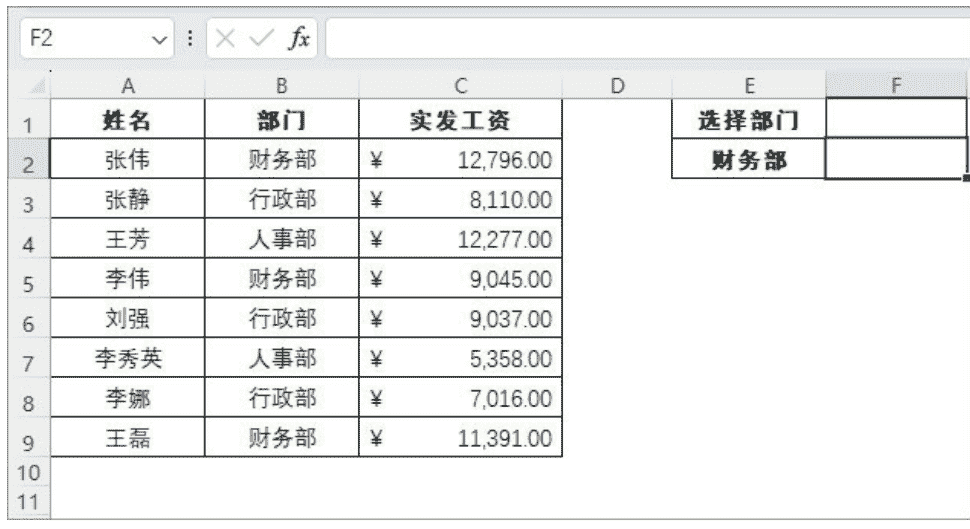 F2 fx
A B C D E F
1 姓名 部门 实发工资 选择部门
2 张伟 财务部 ¥ 12,796.00 财务部
3 张静 行政部 ¥ 8,110.00
4 王芳 人事部 ¥ 12,277.00
5 李伟 财务部 ¥ 9,045.00
6 刘强 行政部 ¥ 9,037.00
7 李秀英 人事部 ¥ 5,358.00
8 李娜 行政部 ¥ 7,016.00
9 王磊 财务部 ¥ 11,391.00
10
11